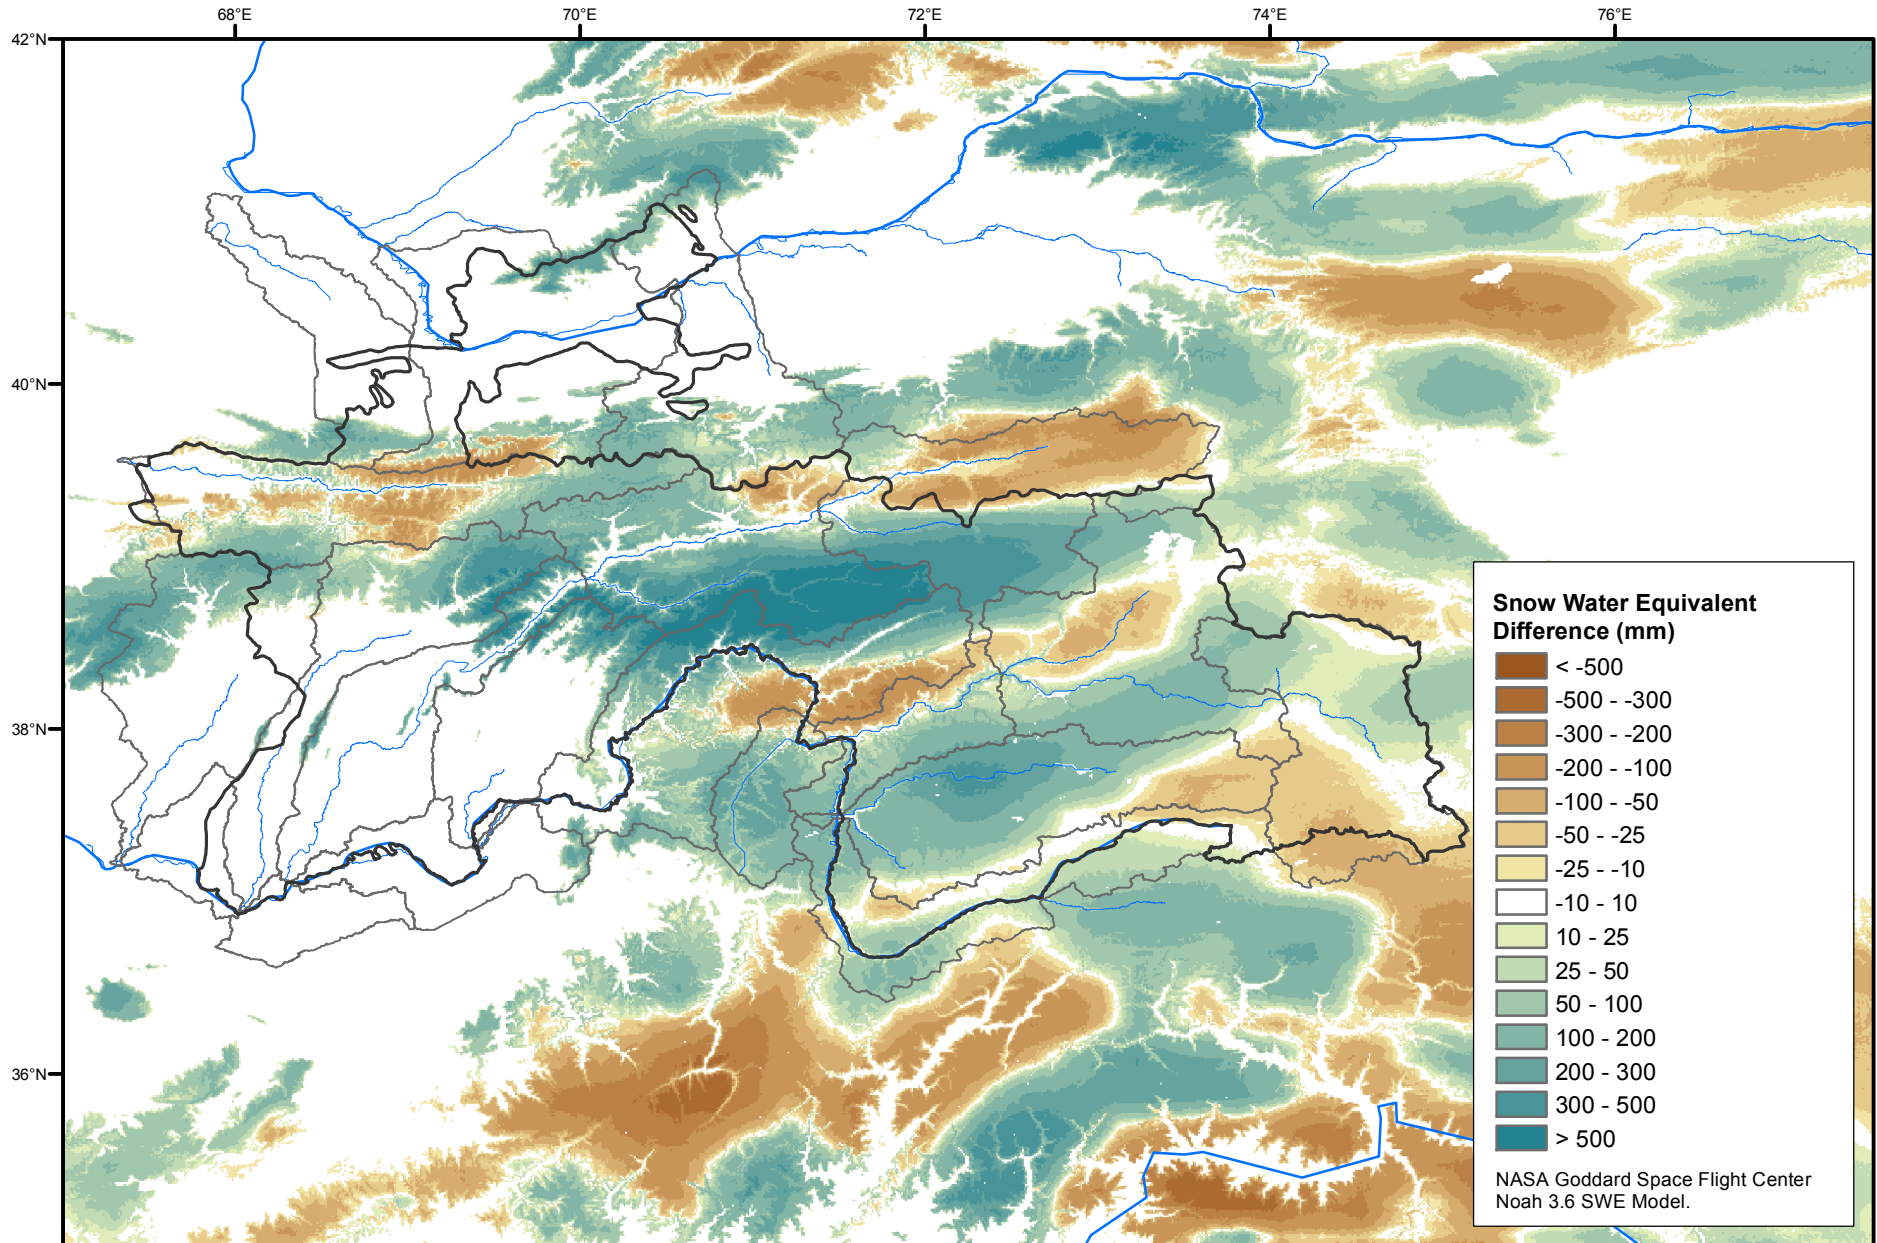 68°E
70°E
72°E
74°E
76°E
42°N
40°N
38°N
36°N
Snow Water Equivalent
Difference (mm)
< -500
-500 - -300
-300 - -200
-200 - -100
-100 - -50
-50 - -25
-25 - -10
-10 - 10
10 - 25
25 - 50
50 - 100
100 - 200
200 - 300
300 - 500
> 500
NASA Goddard Space Flight Center
Noah 3.6 SWE Model.